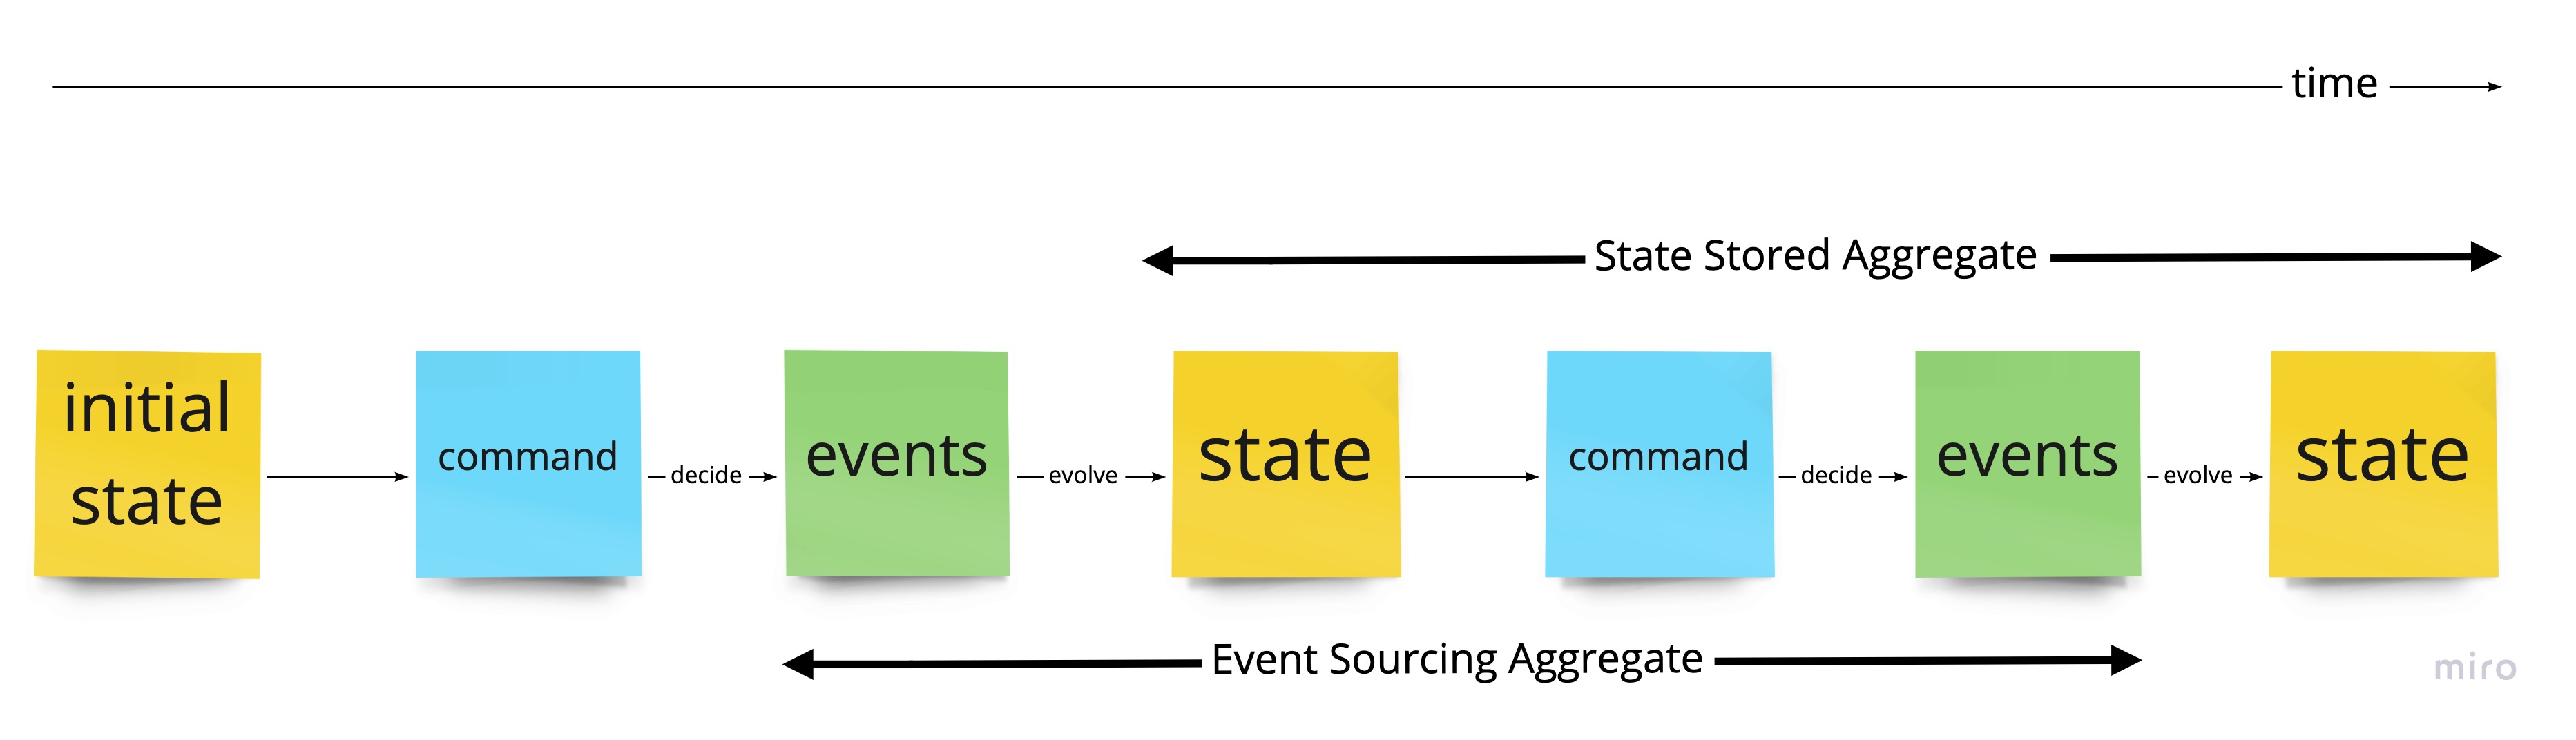 time
State Stored Aggregate
initial
state
command
decide
events
evolve
state
command
decide
events
evolve
state
Event Sourcing Aggregate
miro